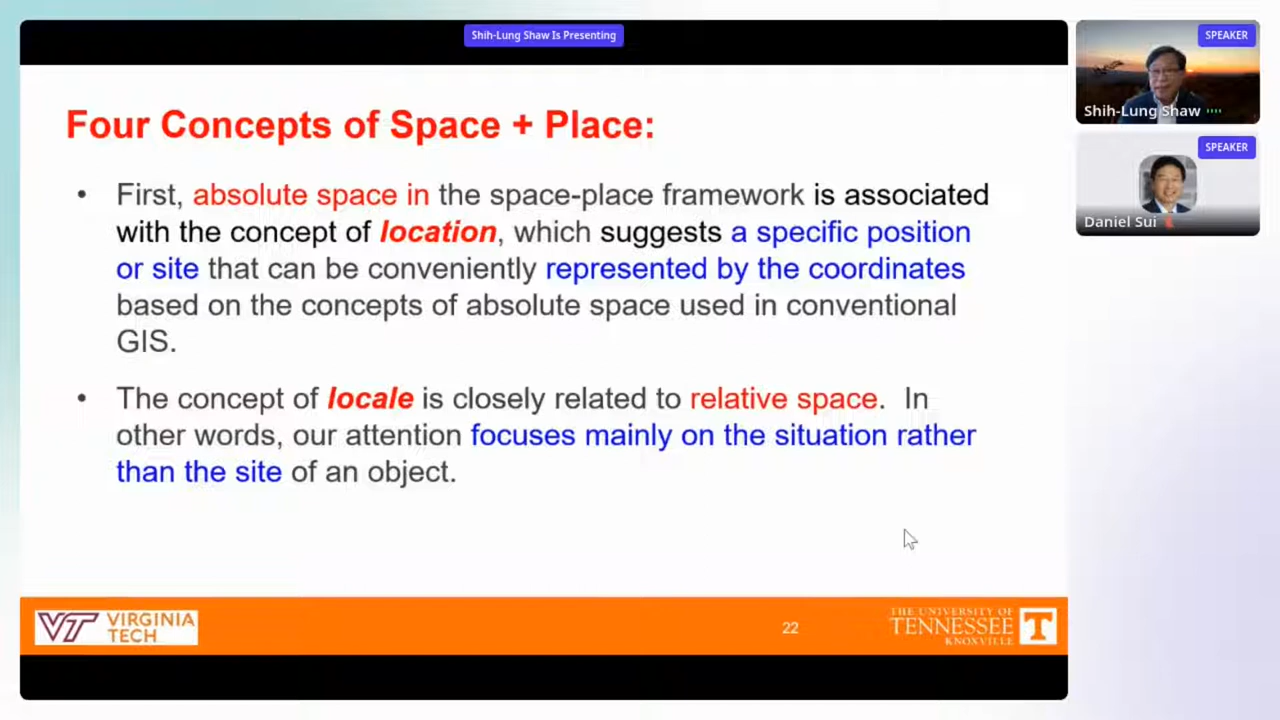 Shih-Lung Shaw Is Presenting
Four Concepts of Space + Place:
• First, absolute space in the space-place framework is associated
with the concept of location, which suggests a specific position
or site that can be conveniently represented by the coordinates
based on the concepts of absolute space used in conventional
GIS.
• The concept of locale is closely related to relative space. In
other words, our attention focuses mainly on the situation rather
than the site of an object.
VT VIRGINIA
TECH
22
THE UNIVERSITY OF
TENNESSEE
KNOXVILLE
T
SPEAKER
Shih-Lung Shaw
SPEAKER
Daniel Sui